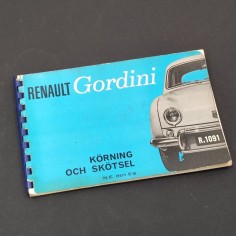 RENAULT Gordini
R.1091
KÖRNING
OCH SKÖTSEL